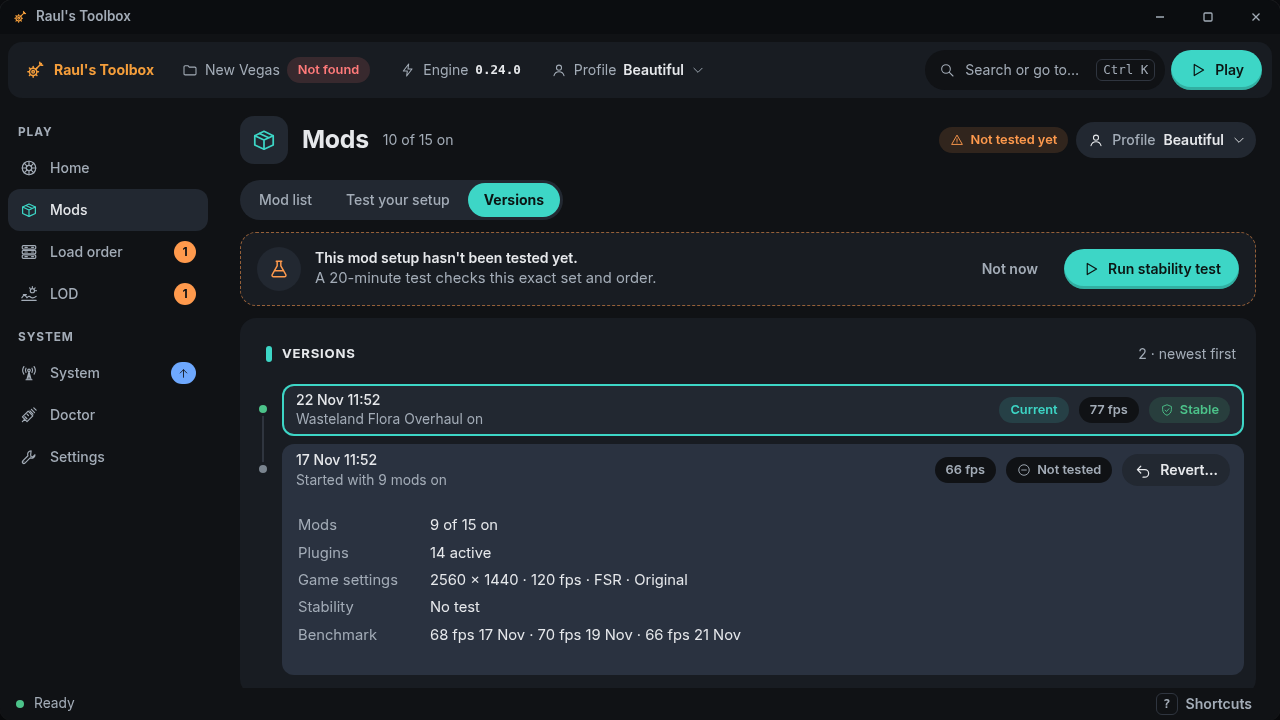 Raul's Toolbox
Raul's Toolbox
New Vegas Not found
Engine 0.24.0
Profile Beautiful
Search or go to... Ctrl K
Play
PLAY
Home
Mods
Load order 1
LOD 1
SYSTEM
System
Doctor
Settings
Mods 10 of 15 on
Not tested yet
Profile Beautiful
Mod list Test your setup Versions
This mod setup hasn't been tested yet.
A 20-minute test checks this exact set and order.
Not now Run stability test
VERSIONS 2 · newest first
22 Nov 11:52
Wasteland Flora Overhaul on
Current 77 fps Stable
17 Nov 11:52
Started with 9 mods on
66 fps Not tested Revert...
Mods 9 of 15 on
Plugins 14 active
Game settings 2560 × 1440 · 120 fps · FSR · Original
Stability No test
Benchmark 68 fps 17 Nov · 70 fps 19 Nov · 66 fps 21 Nov
Ready
? Shortcuts